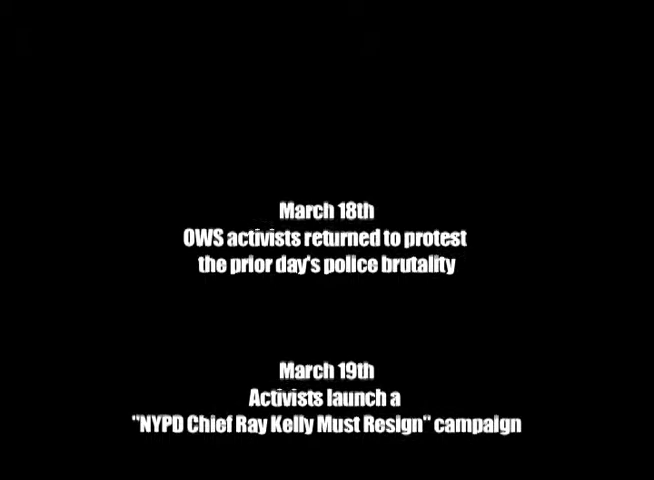 March 18th
OWS activists returned to protest
the prior day's police brutality
March 19th
Activists launch a
"NYPD Chief Ray Kelly Must Resign" campaign